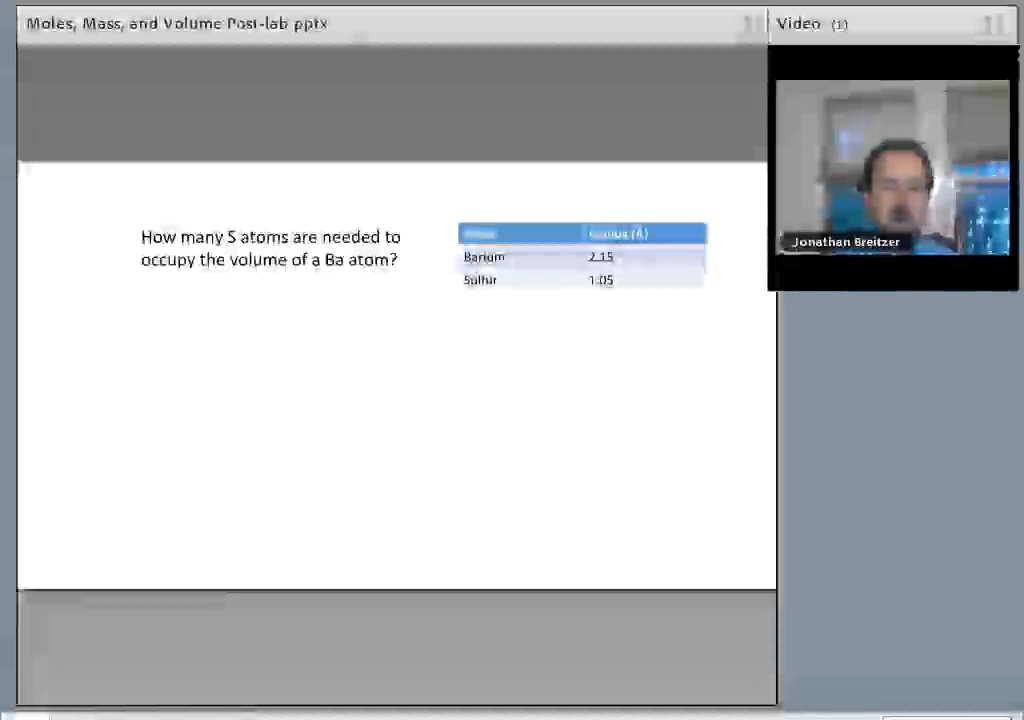 Moles, Mass, and Volume Post-lab pptx
Video (1)
How many S atoms are needed to
occupy the volume of a Ba atom?
Radius (Å)
Barium 2.15
Sulfur 1.05
Jonathan Breitzer